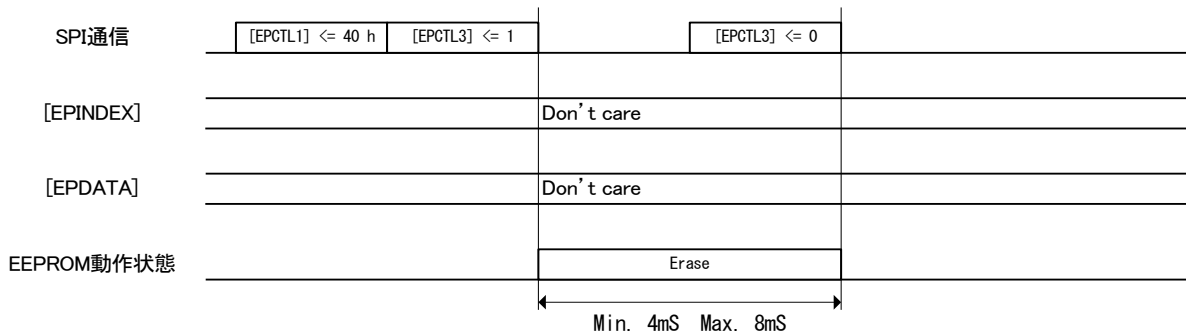 SPI通信
[EPCTL1] <= 40 h
[EPCTL3] <= 1
[EPCTL3] <= 0
[EPINDEX]
Don't care
[EPDATA]
Don't care
EEPROM動作状態
Erase
Min. 4mS Max. 8mS